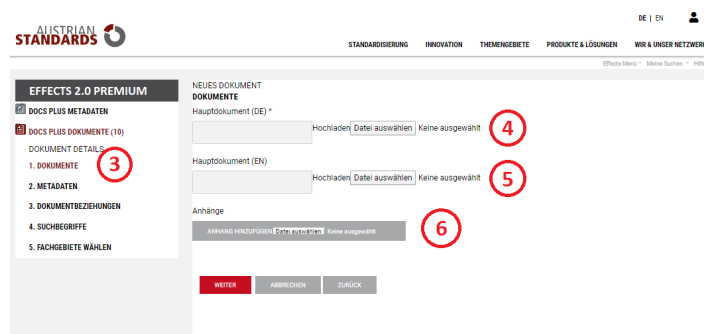 DE | EN
AUSTRIAN
STANDARDS
STANDARDISIERUNG INNOVATION THEMENGEBIETE PRODUKTE & LÖSUNGEN WIR & UNSER NETZWERK
Effects Menü Meine Suchen Hilfe
EFFECTS 2.0 PREMIUM
DOCS PLUS METADATEN
DOCS PLUS DOKUMENTE (10)
DOKUMENT DETAILS
1. DOKUMENTE
3
2. METADATEN
3. DOKUMENTBEZIEHUNGEN
4. SUCHBEGRIFFE
5. FACHGEBIETE WÄHLEN
NEUES DOKUMENT
DOKUMENTE
Hauptdokument (DE) *
Hochladen Datei auswählen Keine ausgewählt
4
Hauptdokument (EN)
Hochladen Datei auswählen Keine ausgewählt
5
Anhänge
ANHANG HINZUFÜGEN Datei auswählen Keine ausgewählt
6
WEITER ABBRECHEN ZURÜCK